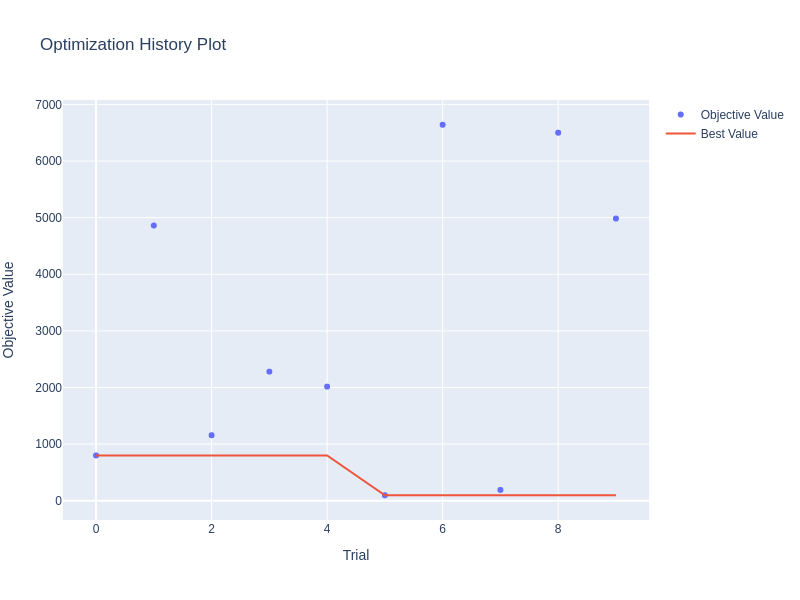 Optimization History Plot
Objective Value
Best Value
7000
6000
5000
4000
3000
2000
1000
0
Objective Value
0 2 4 6 8
Trial